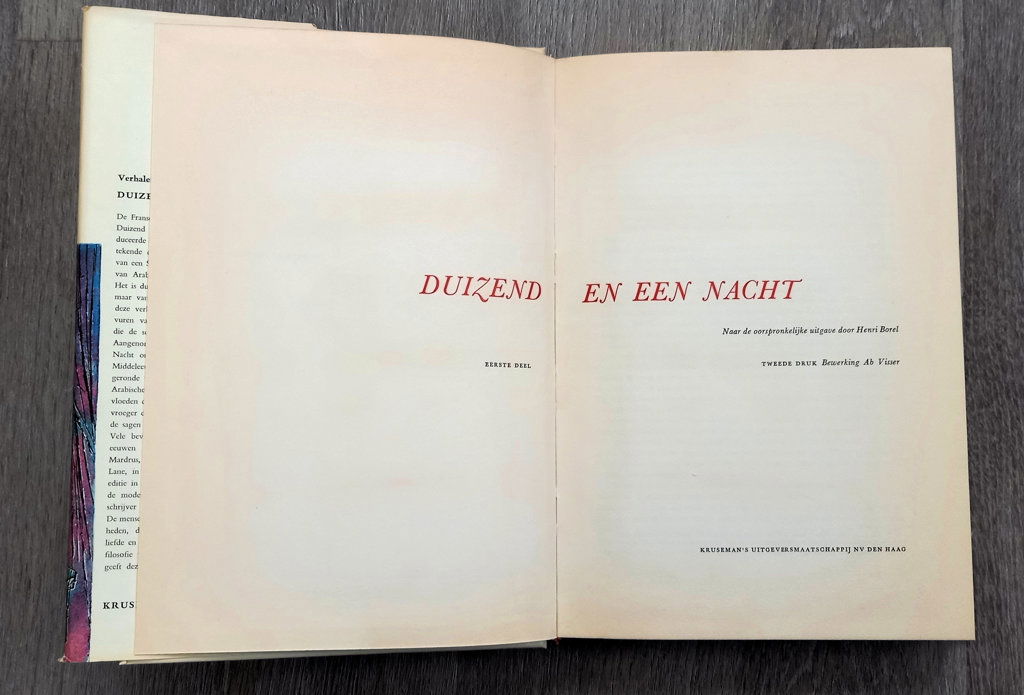 Verhale
DUIZE
De Frans
Duizend
duceerde
tekende
van een
van Arab
Het is du
maar van
deze ver
vuren va
die de
Aangenor
Nacht
Middelee
geronde
Arabische
vloeden
vroeger
de sagen
Vele bev
eeuwen
Mardrus,
Lane, in
editie in
de mode
schrijver
De mens
heden, d
liefde en
filosofie
geeft dez
KRUS
DUIZEND EN EEN NACHT
Naar de oorspronkelijke uitgave door Henri Borel
EERSTE DEEL
TWEEDE DRUK Bewerking Ab Visser
KRUSEMAN'S UITGEVERSMAATSCHAPPIJ NV DEN HAAG